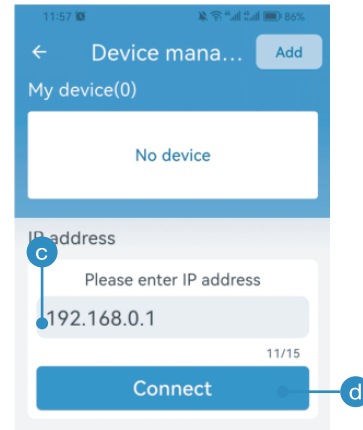 11:57 86%
← Device mana... Add
My device(0)
No device
IP address
c
Please enter IP address
192.168.0.1
11/15
Connect
d